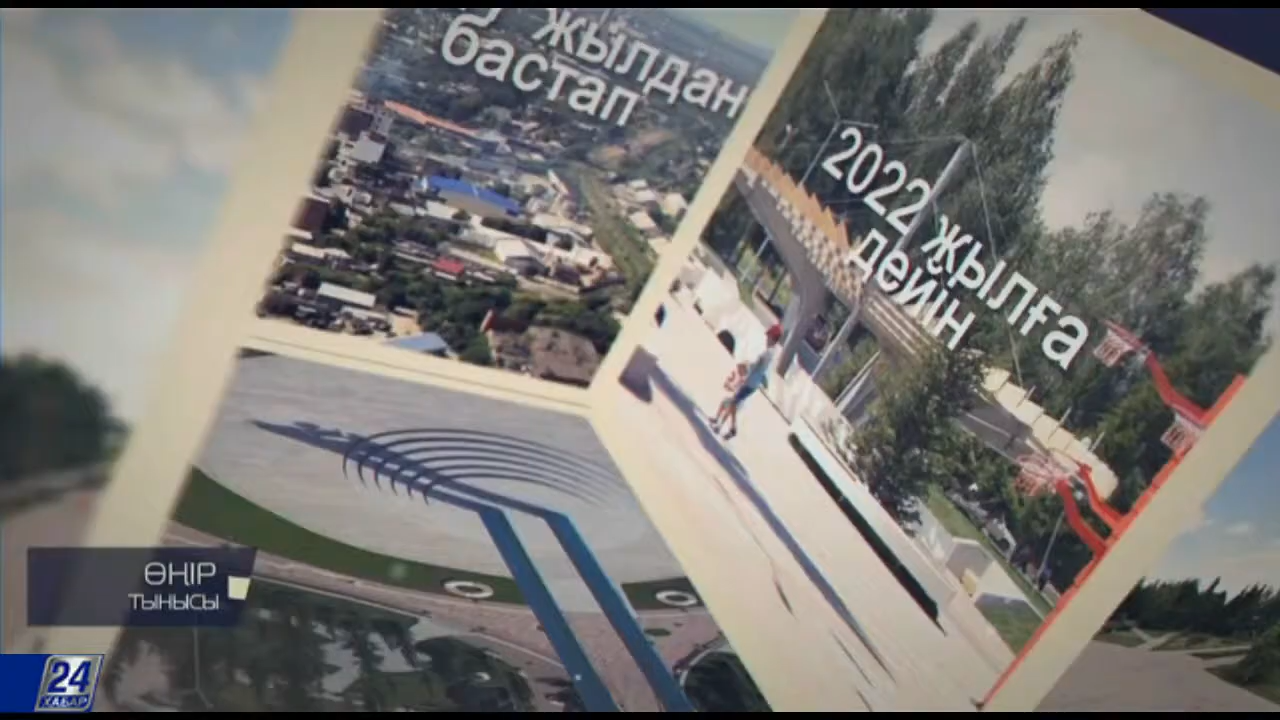 жылдан
бастап
2022 жылға
дейін
ӨҢІР
ТЫНЫСЫ
24
ХАБАР